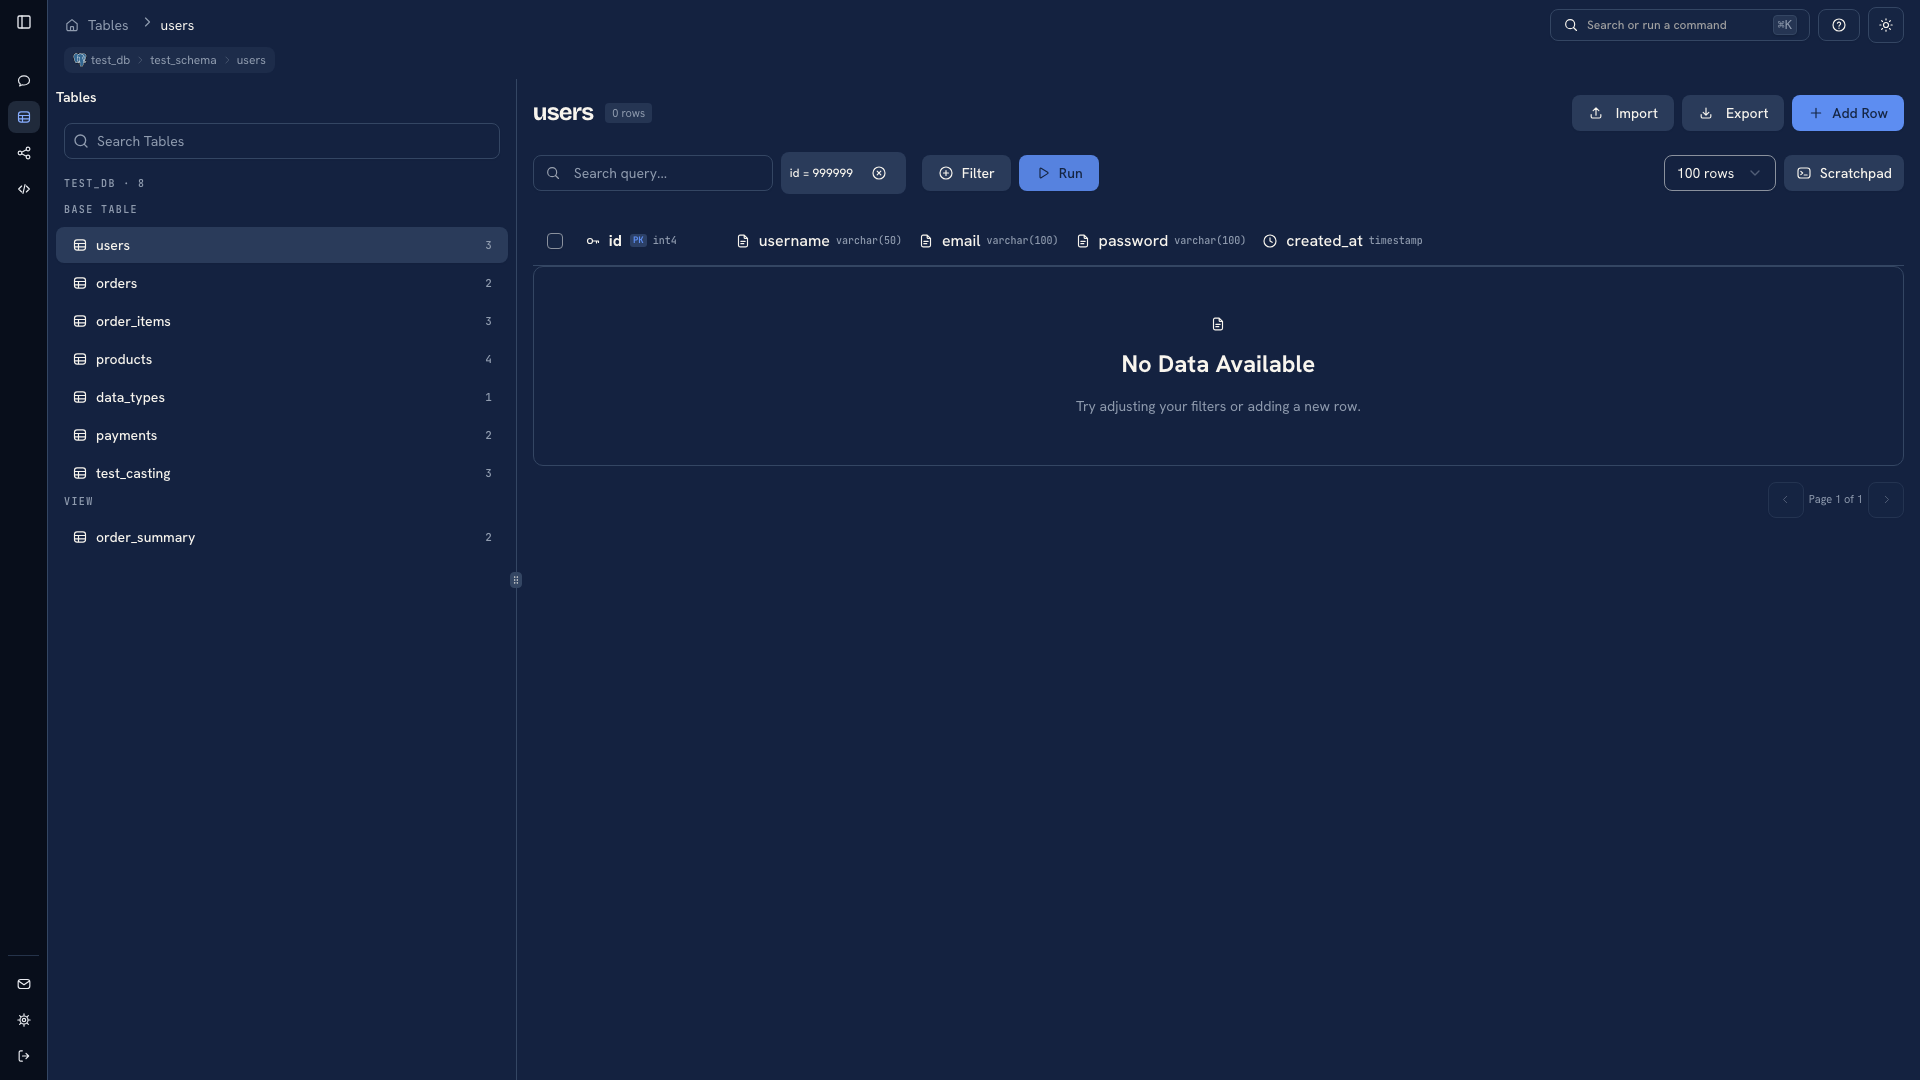 Tables
users
Search or run a command
⌘K
test_db
test_schema
users
Tables
Search Tables
TEST_DB · 8
BASE TABLE
users 3
orders 2
order_items 3
products 4
data_types 1
payments 2
test_casting 3
VIEW
order_summary 2
users
0 rows
Import
Export
Add Row
Search query...
id = 999999
Filter
Run
100 rows
Scratchpad
id PK int4
username varchar(50)
email varchar(100)
password varchar(100)
created_at timestamp
No Data Available
Try adjusting your filters or adding a new row.
Page 1 of 1